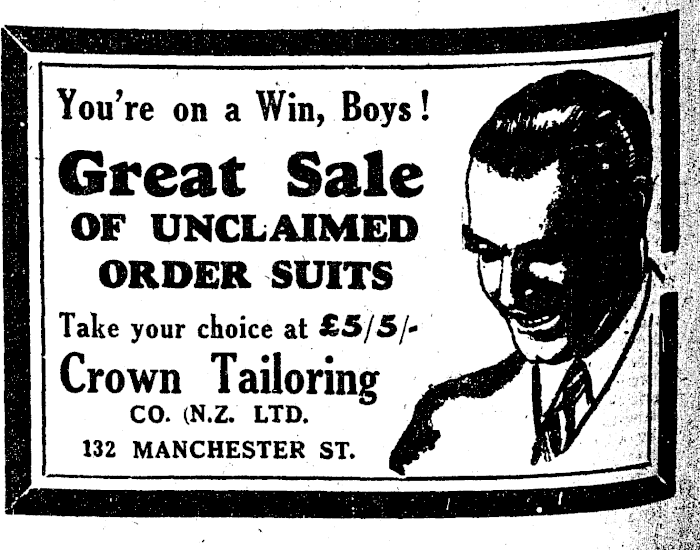 You're on a Win, Boys!
Great Sale
OF UNCLAIMED
ORDER SUITS
Take your choice at £5/5/-
Crown Tailoring
CO. (N.Z. LTD.
132 MANCHESTER ST.